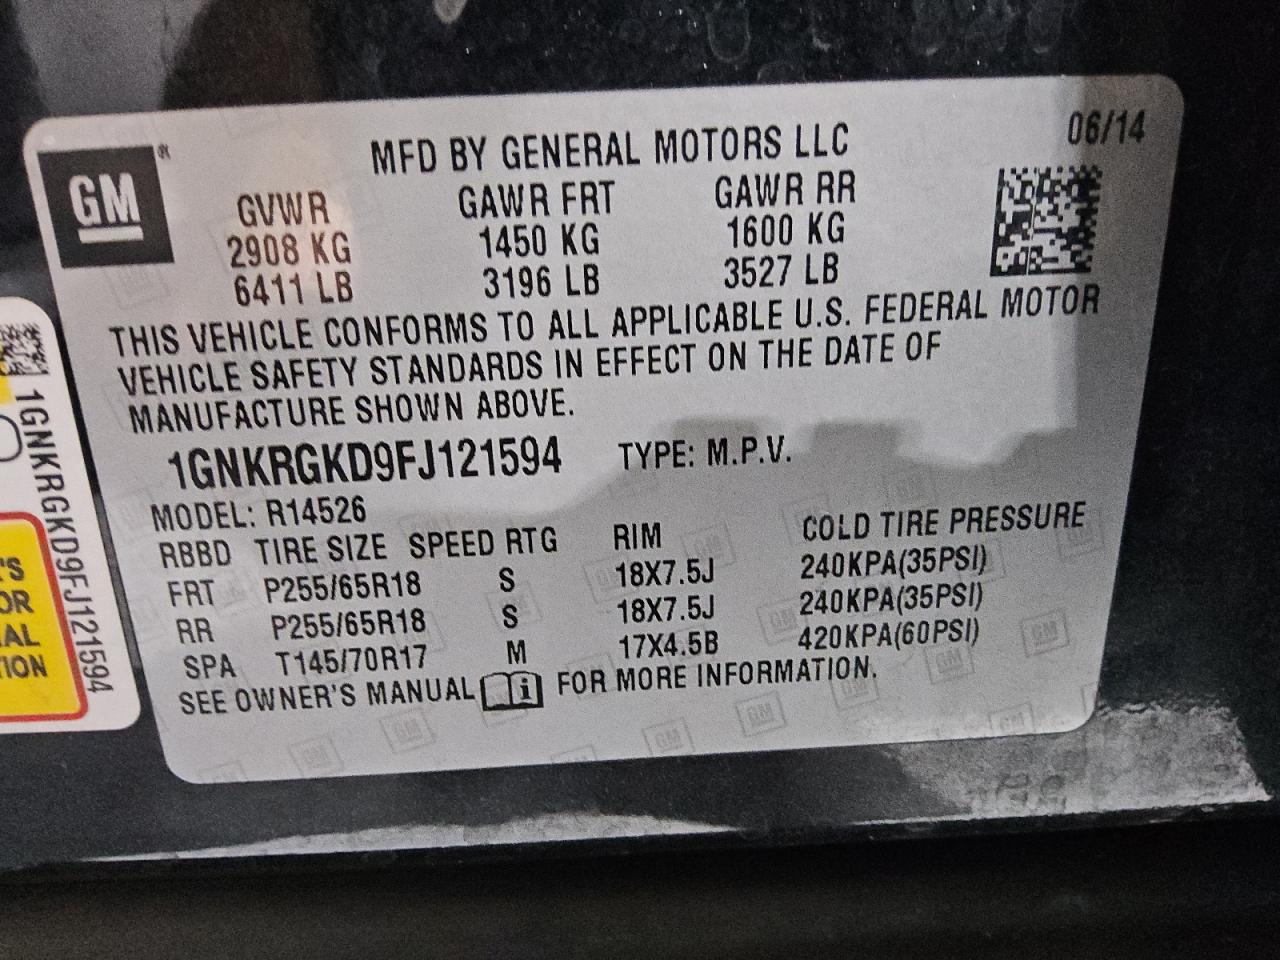 GM
MFD BY GENERAL MOTORS LLC
06/14
GVWR GAWR FRT GAWR RR
2908 KG 1450 KG 1600 KG
6411 LB 3196 LB 3527 LB
THIS VEHICLE CONFORMS TO ALL APPLICABLE U.S. FEDERAL MOTOR
VEHICLE SAFETY STANDARDS IN EFFECT ON THE DATE OF
MANUFACTURE SHOWN ABOVE.
1GNKRGKD9FJ121594 TYPE: M.P.V.
MODEL: R14526
RBBD TIRE SIZE SPEED RTG RIM COLD TIRE PRESSURE
FRT P255/65R18 S 18X7.5J 240KPA(35PSI)
RR P255/65R18 S 18X7.5J 240KPA(35PSI)
SPA T145/70R17 M 17X4.5B 420KPA(60PSI)
SEE OWNER'S MANUAL i FOR MORE INFORMATION.
1GNKRGKD9FJ121594
'S
OR
AL
ION